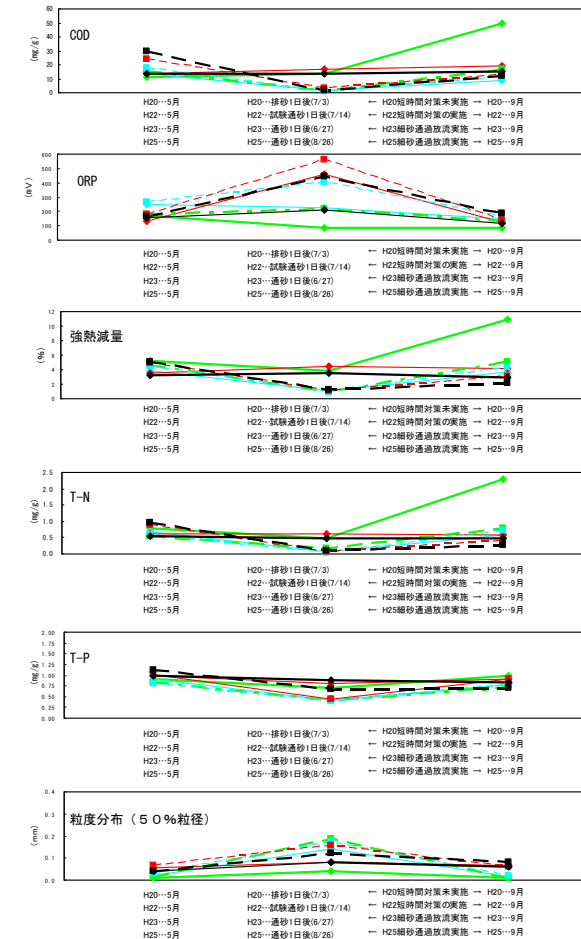 60
50
40
30
20
10
0
(mg/g)
COD
H20…5月 H20…排砂1日後(7/3) ← H20短時間対策未実施 → H20…9月
H22…5月 H22…試験通砂1日後(7/14) ← H22短時間対策の実施 → H22…9月
H23…5月 H23…通砂1日後(6/27) ← H23細砂通過放流実施 → H23…9月
H25…5月 H25…通砂1日後(8/26) ← H25細砂通過放流実施 → H25…9月
600
500
400
300
200
100
0
(mV)
ORP
H20…5月 H20…排砂1日後(7/3) ← H20短時間対策未実施 → H20…9月
H22…5月 H22…試験通砂1日後(7/14) ← H22短時間対策の実施 → H22…9月
H23…5月 H23…通砂1日後(6/27) ← H23細砂通過放流実施 → H23…9月
H25…5月 H25…通砂1日後(8/26) ← H25細砂通過放流実施 → H25…9月
12
10
8
6
4
2
0
(%)
強熱減量
H20…5月 H20…排砂1日後(7/3) ← H20短時間対策未実施 → H20…9月
H22…5月 H22…試験通砂1日後(7/14) ← H22短時間対策の実施 → H22…9月
H23…5月 H23…通砂1日後(6/27) ← H23細砂通過放流実施 → H23…9月
H25…5月 H25…通砂1日後(8/26) ← H25細砂通過放流実施 → H25…9月
2.5
2.0
1.5
1.0
0.5
0.0
(mg/g)
T-N
H20…5月 H20…排砂1日後(7/3) ← H20短時間対策未実施 → H20…9月
H22…5月 H22…試験通砂1日後(7/14) ← H22短時間対策の実施 → H22…9月
H23…5月 H23…通砂1日後(6/27) ← H23細砂通過放流実施 → H23…9月
H25…5月 H25…通砂1日後(8/26) ← H25細砂通過放流実施 → H25…9月
2.00
1.75
1.50
1.25
1.00
0.75
0.50
0.25
0.00
(mg/g)
T-P
H20…5月 H20…排砂1日後(7/3) ← H20短時間対策未実施 → H20…9月
H22…5月 H22…試験通砂1日後(7/14) ← H22短時間対策の実施 → H22…9月
H23…5月 H23…通砂1日後(6/27) ← H23細砂通過放流実施 → H23…9月
H25…5月 H25…通砂1日後(8/26) ← H25細砂通過放流実施 → H25…9月
0.4
0.3
0.2
0.1
0.0
(mm)
粒度分布(50%粒径)
H20…5月 H20…排砂1日後(7/3) ← H20短時間対策未実施 → H20…9月
H22…5月 H22…試験通砂1日後(7/14) ← H22短時間対策の実施 → H22…9月
H23…5月 H23…通砂1日後(6/27) ← H23細砂通過放流実施 → H23…9月
H25…5月 H25…通砂1日後(8/26) ← H25細砂通過放流実施 → H25…9月